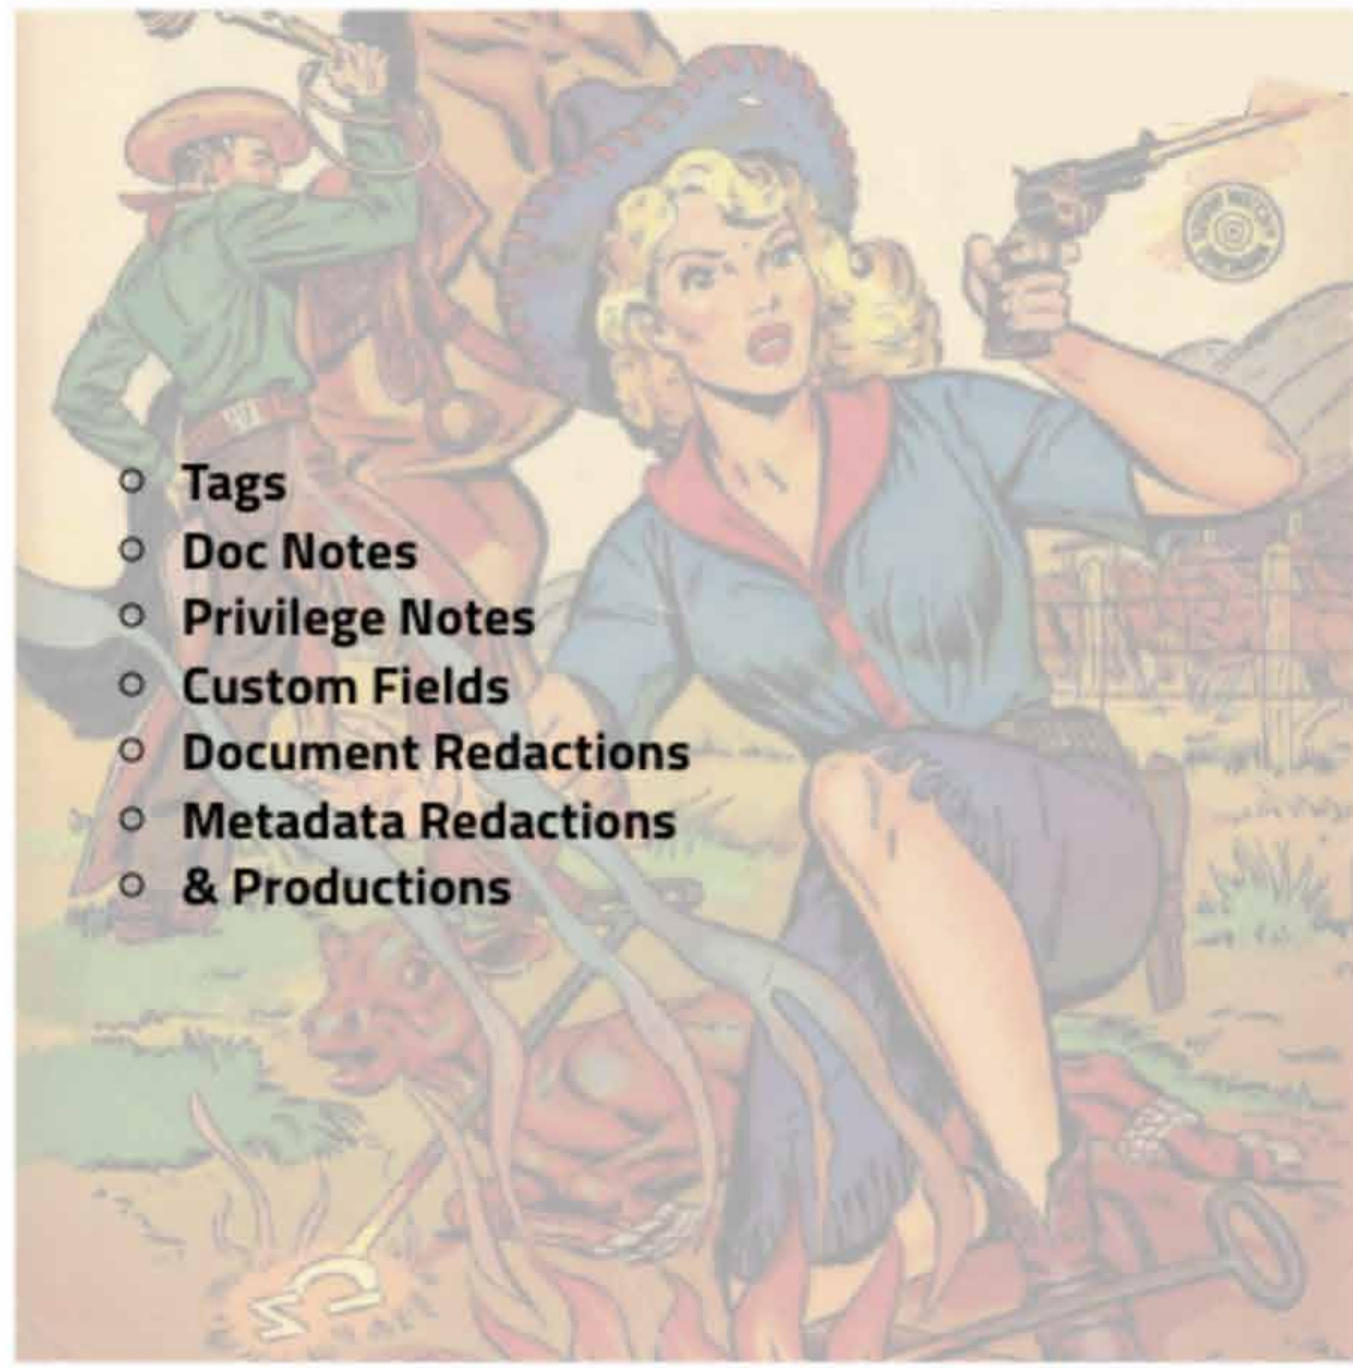 Tags
Doc Notes
Privilege Notes
Custom Fields
Document Redactions
Metadata Redactions
& Productions